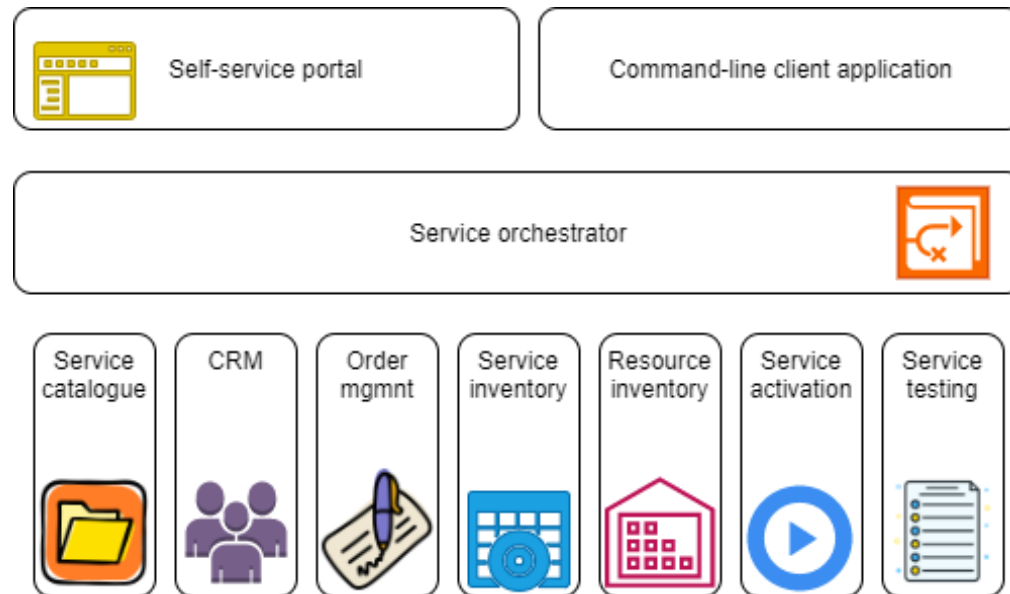 Self-service portal
Command-line client application
Service orchestrator
Service
catalogue
CRM
Order
mgmnt
Service
inventory
Resource
inventory
Service
activation
Service
testing